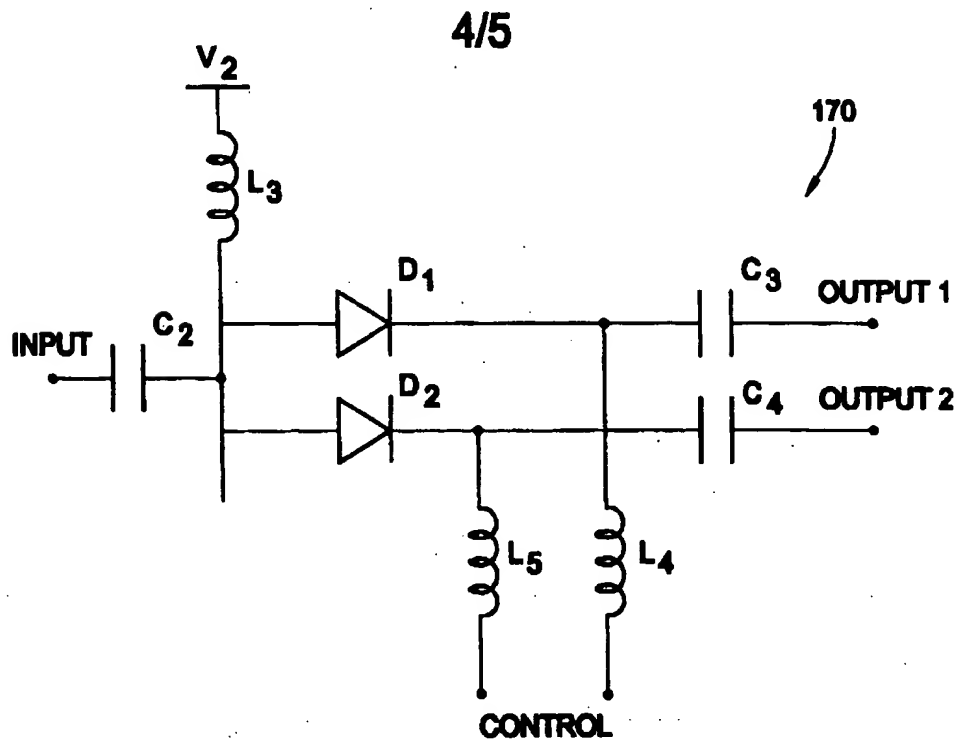 4/5
V2
170
L3
D1
C3
OUTPUT 1
C2
INPUT
D2
C4
OUTPUT 2
L5
L4
CONTROL